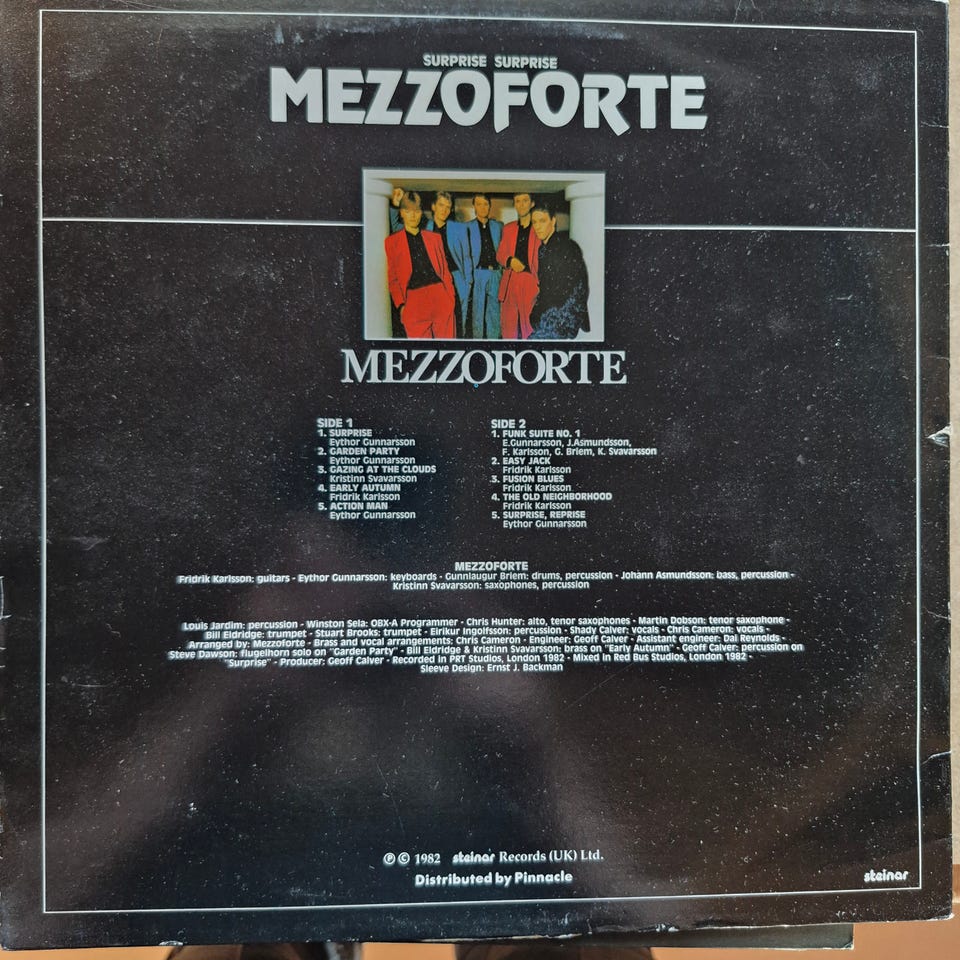 SURPRISE SURPRISE
MEZZOFORTE
MEZZOFORTE
SIDE 1
1. SURPRISE
Eythor Gunnarsson
2. GARDEN PARTY
Eythor Gunnarsson
3. GAZING AT THE CLOUDS
Kristinn Svavarsson
4. EARLY AUTUMN
Fridrik Karlsson
5. ACTION MAN
Eythor Gunnarsson
SIDE 2
1. FUNK SUITE NO. 1
E.Gunnarsson, J.Asmundsson,
F. Karlsson, G. Briem, K. Svavarsson
2. EASY JACK
Fridrik Karlsson
3. FUSION BLUES
Fridrik Karlsson
4. THE OLD NEIGHBORHOOD
Fridrik Karlsson
5. SURPRISE, REPRISE
Eythor Gunnarsson
MEZZOFORTE
Fridrik Karlsson: guitars - Eythor Gunnarsson: keyboards - Gunnlaugur Briem: drums, percussion - Johann Asmundsson: bass, percussion -
Kristinn Svavarsson: saxophones, percussion
Louis Jardim: percussion - Winston Sela: OBX-A Programmer - Chris Hunter: alto, tenor saxophones - Martin Dobson: tenor saxophone -
Bill Eldridge: trumpet - Stuart Brooks: trumpet - Eirikur Ingolfsson: percussion - Shady Calver: vocals - Chris Cameron: vocals -
Arranged by: Mezzoforte - Brass and vocal arrangements: Chris Cameron - Engineer: Geoff Calver - Assistant engineer: Dai Reynolds -
Steve Dawson: flugelhorn solo on "Garden Party" - Bill Eldridge & Kristinn Svavarsson: brass on "Early Autumn" - Geoff Calver: percussion on
"Surprise" - Producer: Geoff Calver - Recorded in PRT Studios, London 1982 - Mixed in Red Bus Studios, London 1982 -
Sleeve Design: Ernst J. Backman
℗ © 1982 steinar Records (UK) Ltd.
Distributed by Pinnacle
steinar